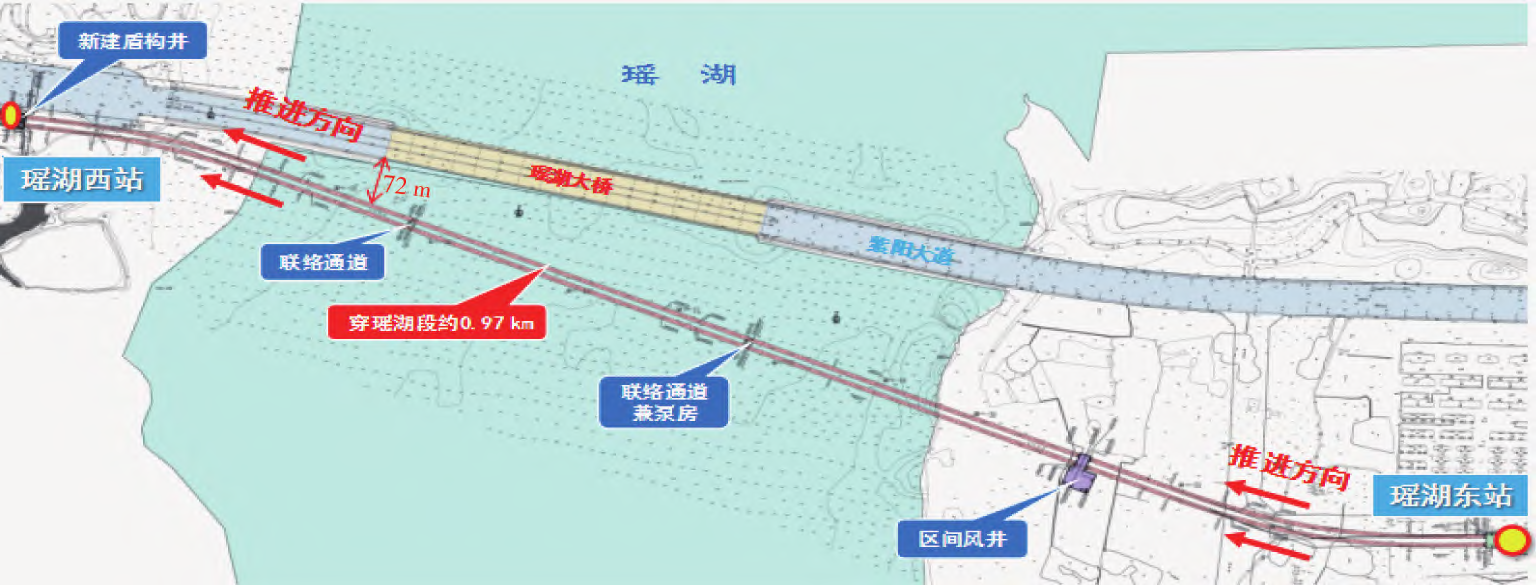 新建盾构井
瑶 湖
推进方向
瑶湖西站
72 m
瑶湖大桥
紫阳大道
联络通道
穿瑶湖段约0.97 km
联络通道
兼泵房
推进方向
瑶湖东站
区间风井